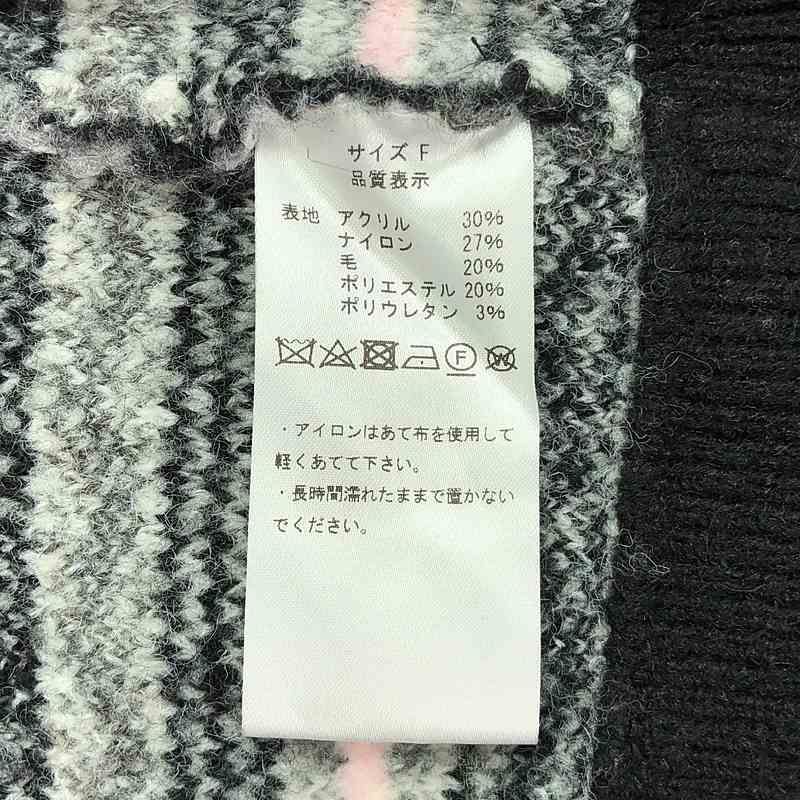 サイズ F
品質表示
表地 アクリル 30%
ナイロン 27%
毛 20%
ポリエステル 20%
ポリウレタン 3%
F W
・アイロンはあて布を使用して
軽くあてて下さい。
・長時間濡れたままで置かない
でください。